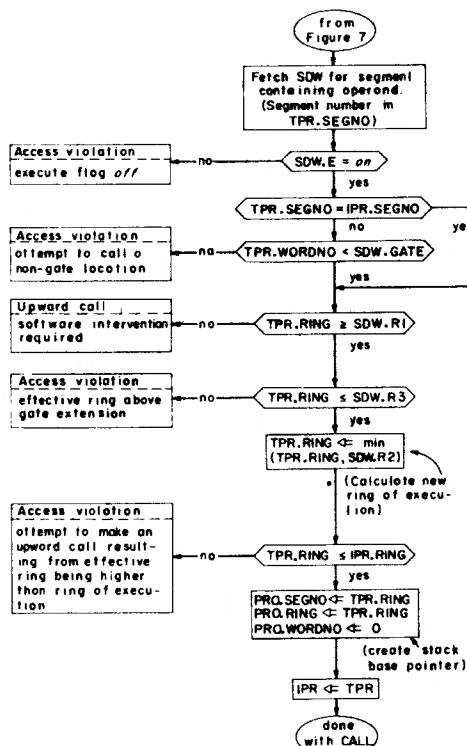 from
Figure 7
Fetch SDW for segment
containing operand.
(Segment number in
TPR.SEGNO)
Access violation
execute flag off
no
SDW.E = on
yes
TPR.SEGNO = IPR.SEGNO
no
ye
Access violation
attempt to call a
non-gate location
no
TPR.WORDNO < SDW.GATE
yes
Upward call,
software intervention
required
no
TPR.RING ≥ SDW.R1
yes
Access violation
effective ring above
gate extension
no
TPR.RING ≤ SDW.R3
yes
TPR.RING ⇐ min
(TPR.RING, SDW.R2)
(Calculate new
ring of execu-
tion)
Access violation
attempt to make an
upward call result-
ing from effective
ring being higher
than ring of execu-
tion
no
TPR.RING ≤ IPR.RING
yes
PR0.SEGNO ⇐ TPR.RING
PR0.RING ⇐ TPR.RING
PR0.WORDNO ⇐ 0
(create stack
base pointer)
IPR ⇐ TPR
done
with CALL